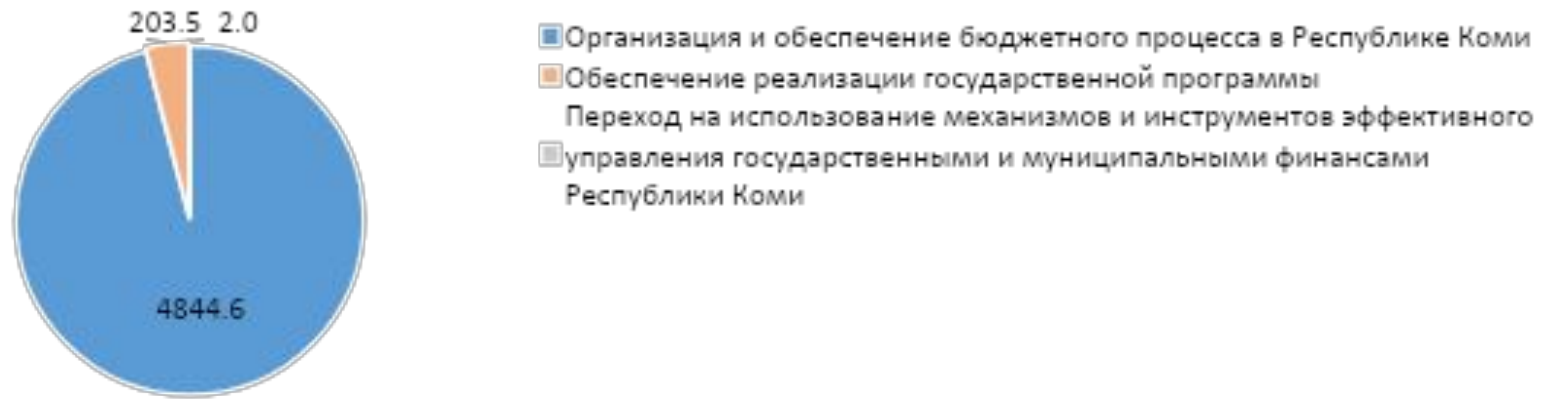 203.5 2.0
4844.6
Организация и обеспечение бюджетного процесса в Республике Коми
Обеспечение реализации государственной программы
Переход на использование механизмов и инструментов эффективного
управления государственными и муниципальными финансами
Республики Коми